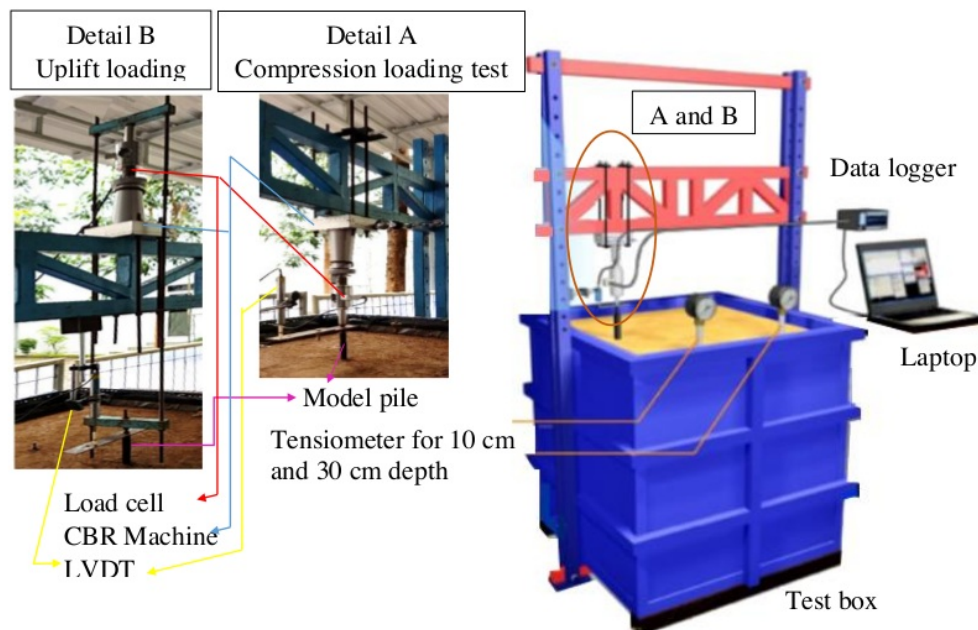 Detail B
Uplift loading
Detail A
Compression loading test
A and B
Data logger
Laptop
Model pile
Tensiometer for 10 cm
and 30 cm depth
Load cell
CBR Machine
LVDT
Test box